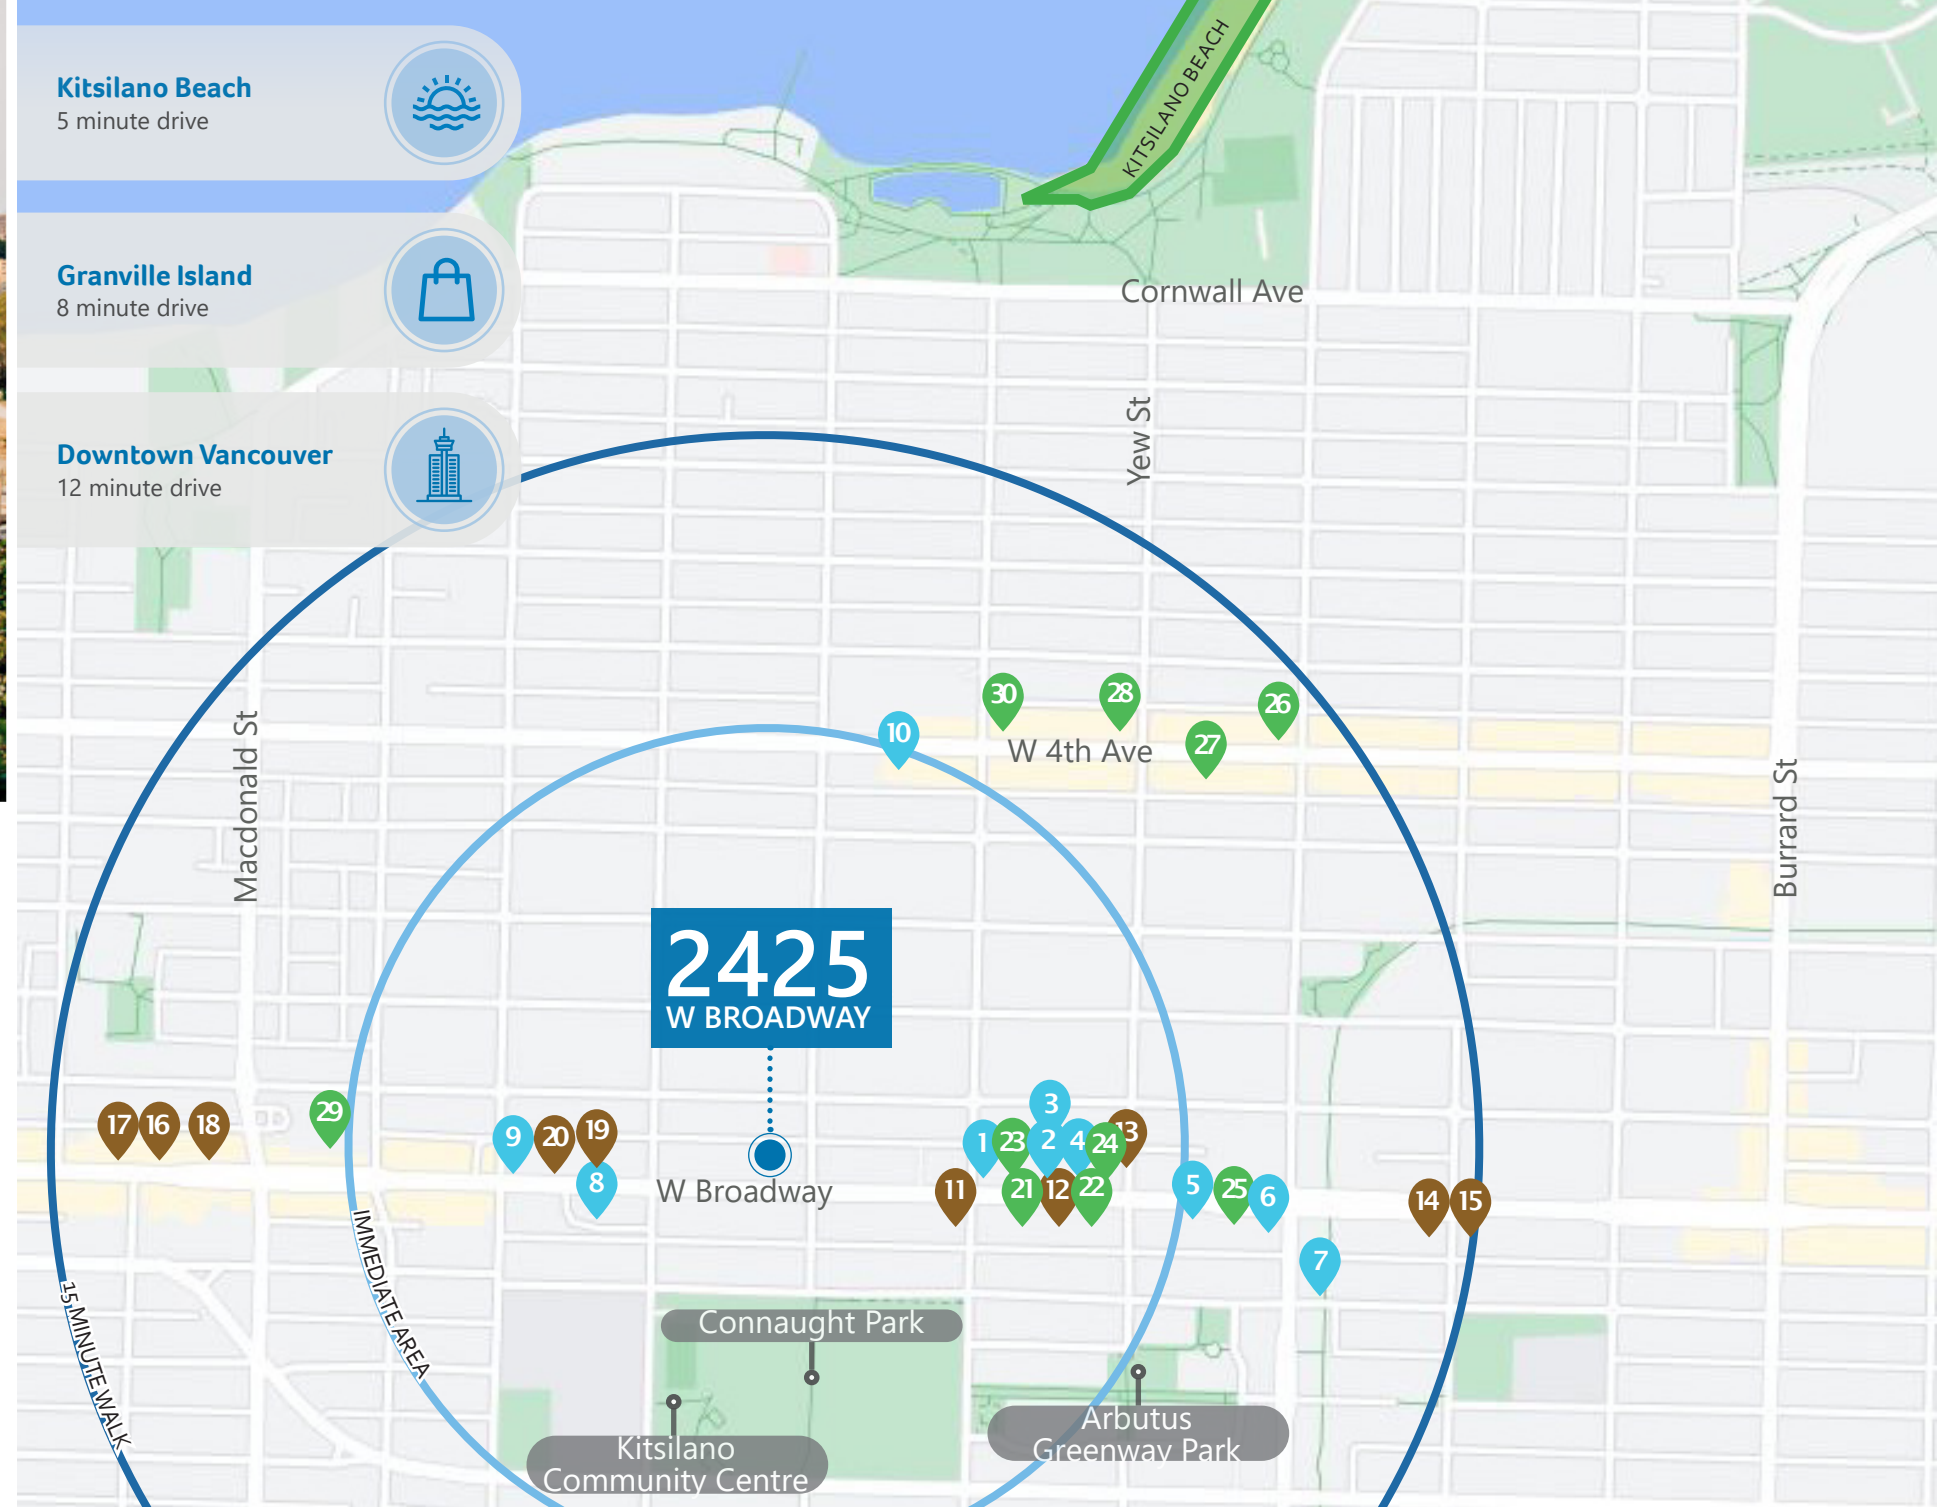 Kitsilano Beach
5 minute drive
Granville Island
8 minute drive
Downtown Vancouver
12 minute drive
KITSILANO BEACH
Cornwall Ave
Yew St
30
28
26
10
27
W 4th Ave
Macdonald St
Burrard St
2425
W BROADWAY
17
16
18
29
9
20
19
8
W Broadway
3
1
23
2
4
24
13
11
21
12
22
5
25
6
14
15
7
IMMEDIATE AREA
15 MINUTE WALK
Connaught Park
Kitsilano
Community Centre
Arbutus
Greenway Park